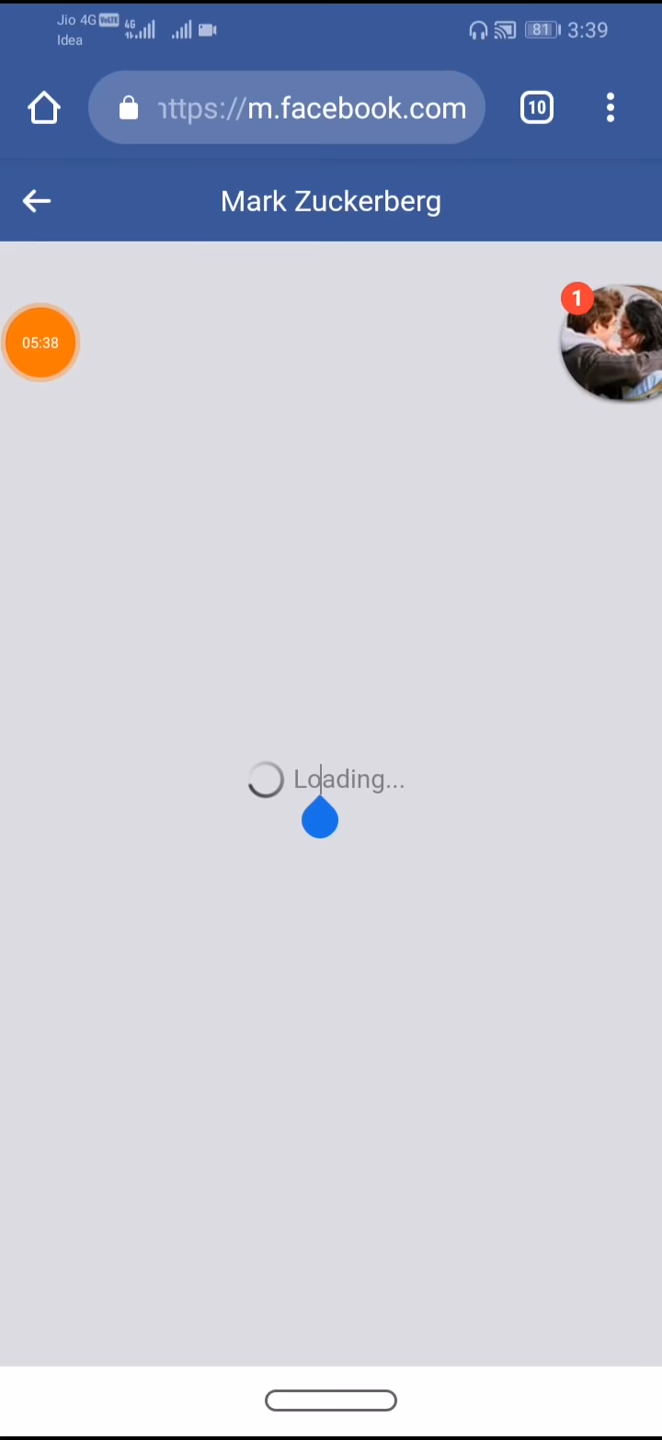 Jio 4G VoLTE 4G 81 3:39
Idea
https://m.facebook.com 10
Mark Zuckerberg
1
05:38
Loading...